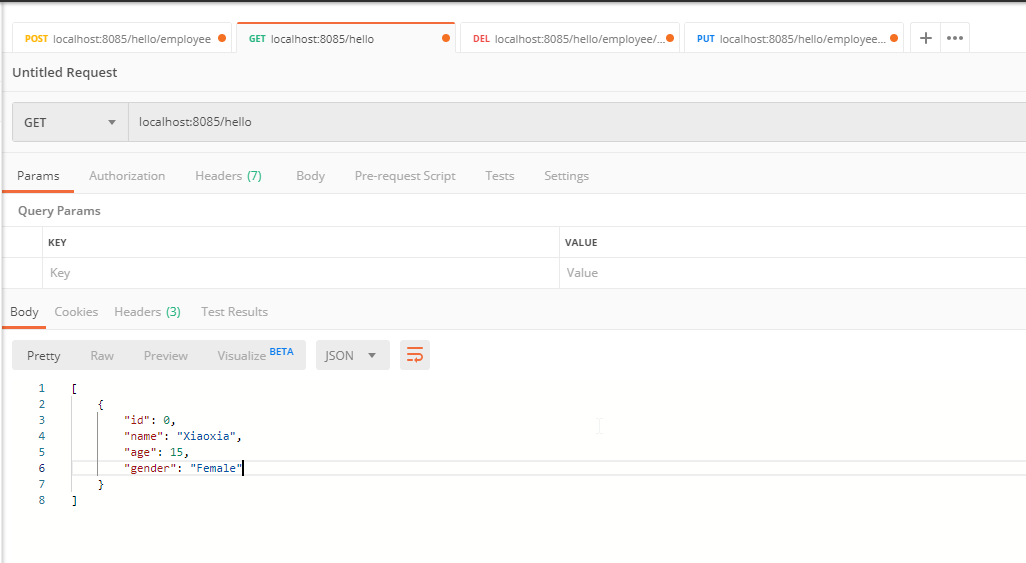 POST localhost:8085/hello/employee GET localhost:8085/hello DEL localhost:8085/hello/employee/... PUT localhost:8085/hello/employee... + •••
Untitled Request
GET localhost:8085/hello
Params Authorization Headers (7) Body Pre-request Script Tests Settings
Query Params
KEY VALUE
Key Value
Body Cookies Headers (3) Test Results
Pretty Raw Preview Visualize BETA JSON
1 [
2 {
3 "id": 0,
4 "name": "Xiaoxia",
5 "age": 15,
6 "gender": "Female"
7 }
8 ]